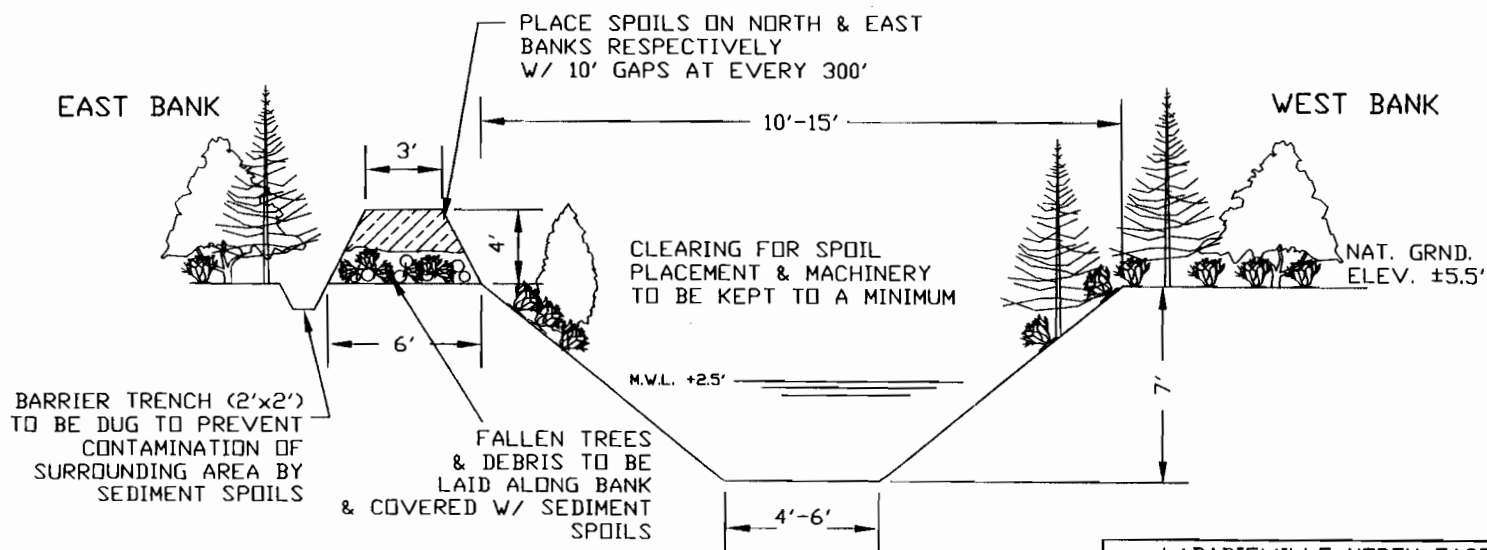 PLACE SPOILS ON NORTH & EAST
BANKS RESPECTIVELY
W/ 10' GAPS AT EVERY 300'
EAST BANK
WEST BANK
10'-15'
3'
4'
CLEARING FOR SPOIL
PLACEMENT & MACHINERY
TO BE KEPT TO A MINIMUM
NAT. GRND.
ELEV. ±5.5'
6'
M.W.L. +2.5'
7'
BARRIER TRENCH (2'x2')
TO BE DUG TO PREVENT
CONTAMINATION OF
SURROUNDING AREA BY
SEDIMENT SPOILS
FALLEN TREES
& DEBRIS TO BE
LAID ALONG BANK
& COVERED W/ SEDIMENT
SPOILS
4'-6'